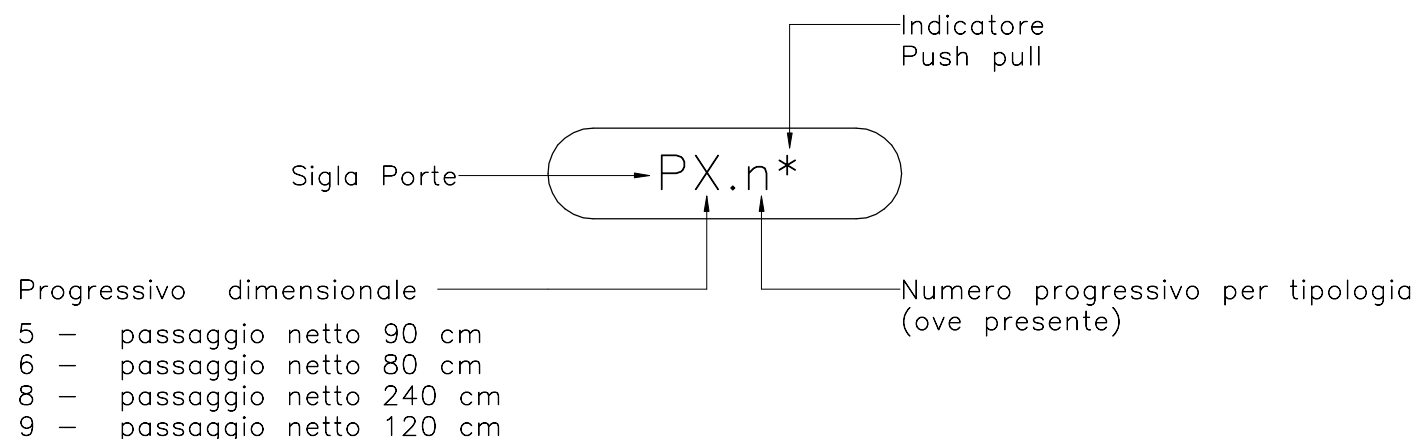 Indicatore
Push pull
Sigla Porte
PX.n*
Progressivo dimensionale
5 – passaggio netto 90 cm
6 – passaggio netto 80 cm
8 – passaggio netto 240 cm
9 – passaggio netto 120 cm
Numero progressivo per tipologia
(ove presente)